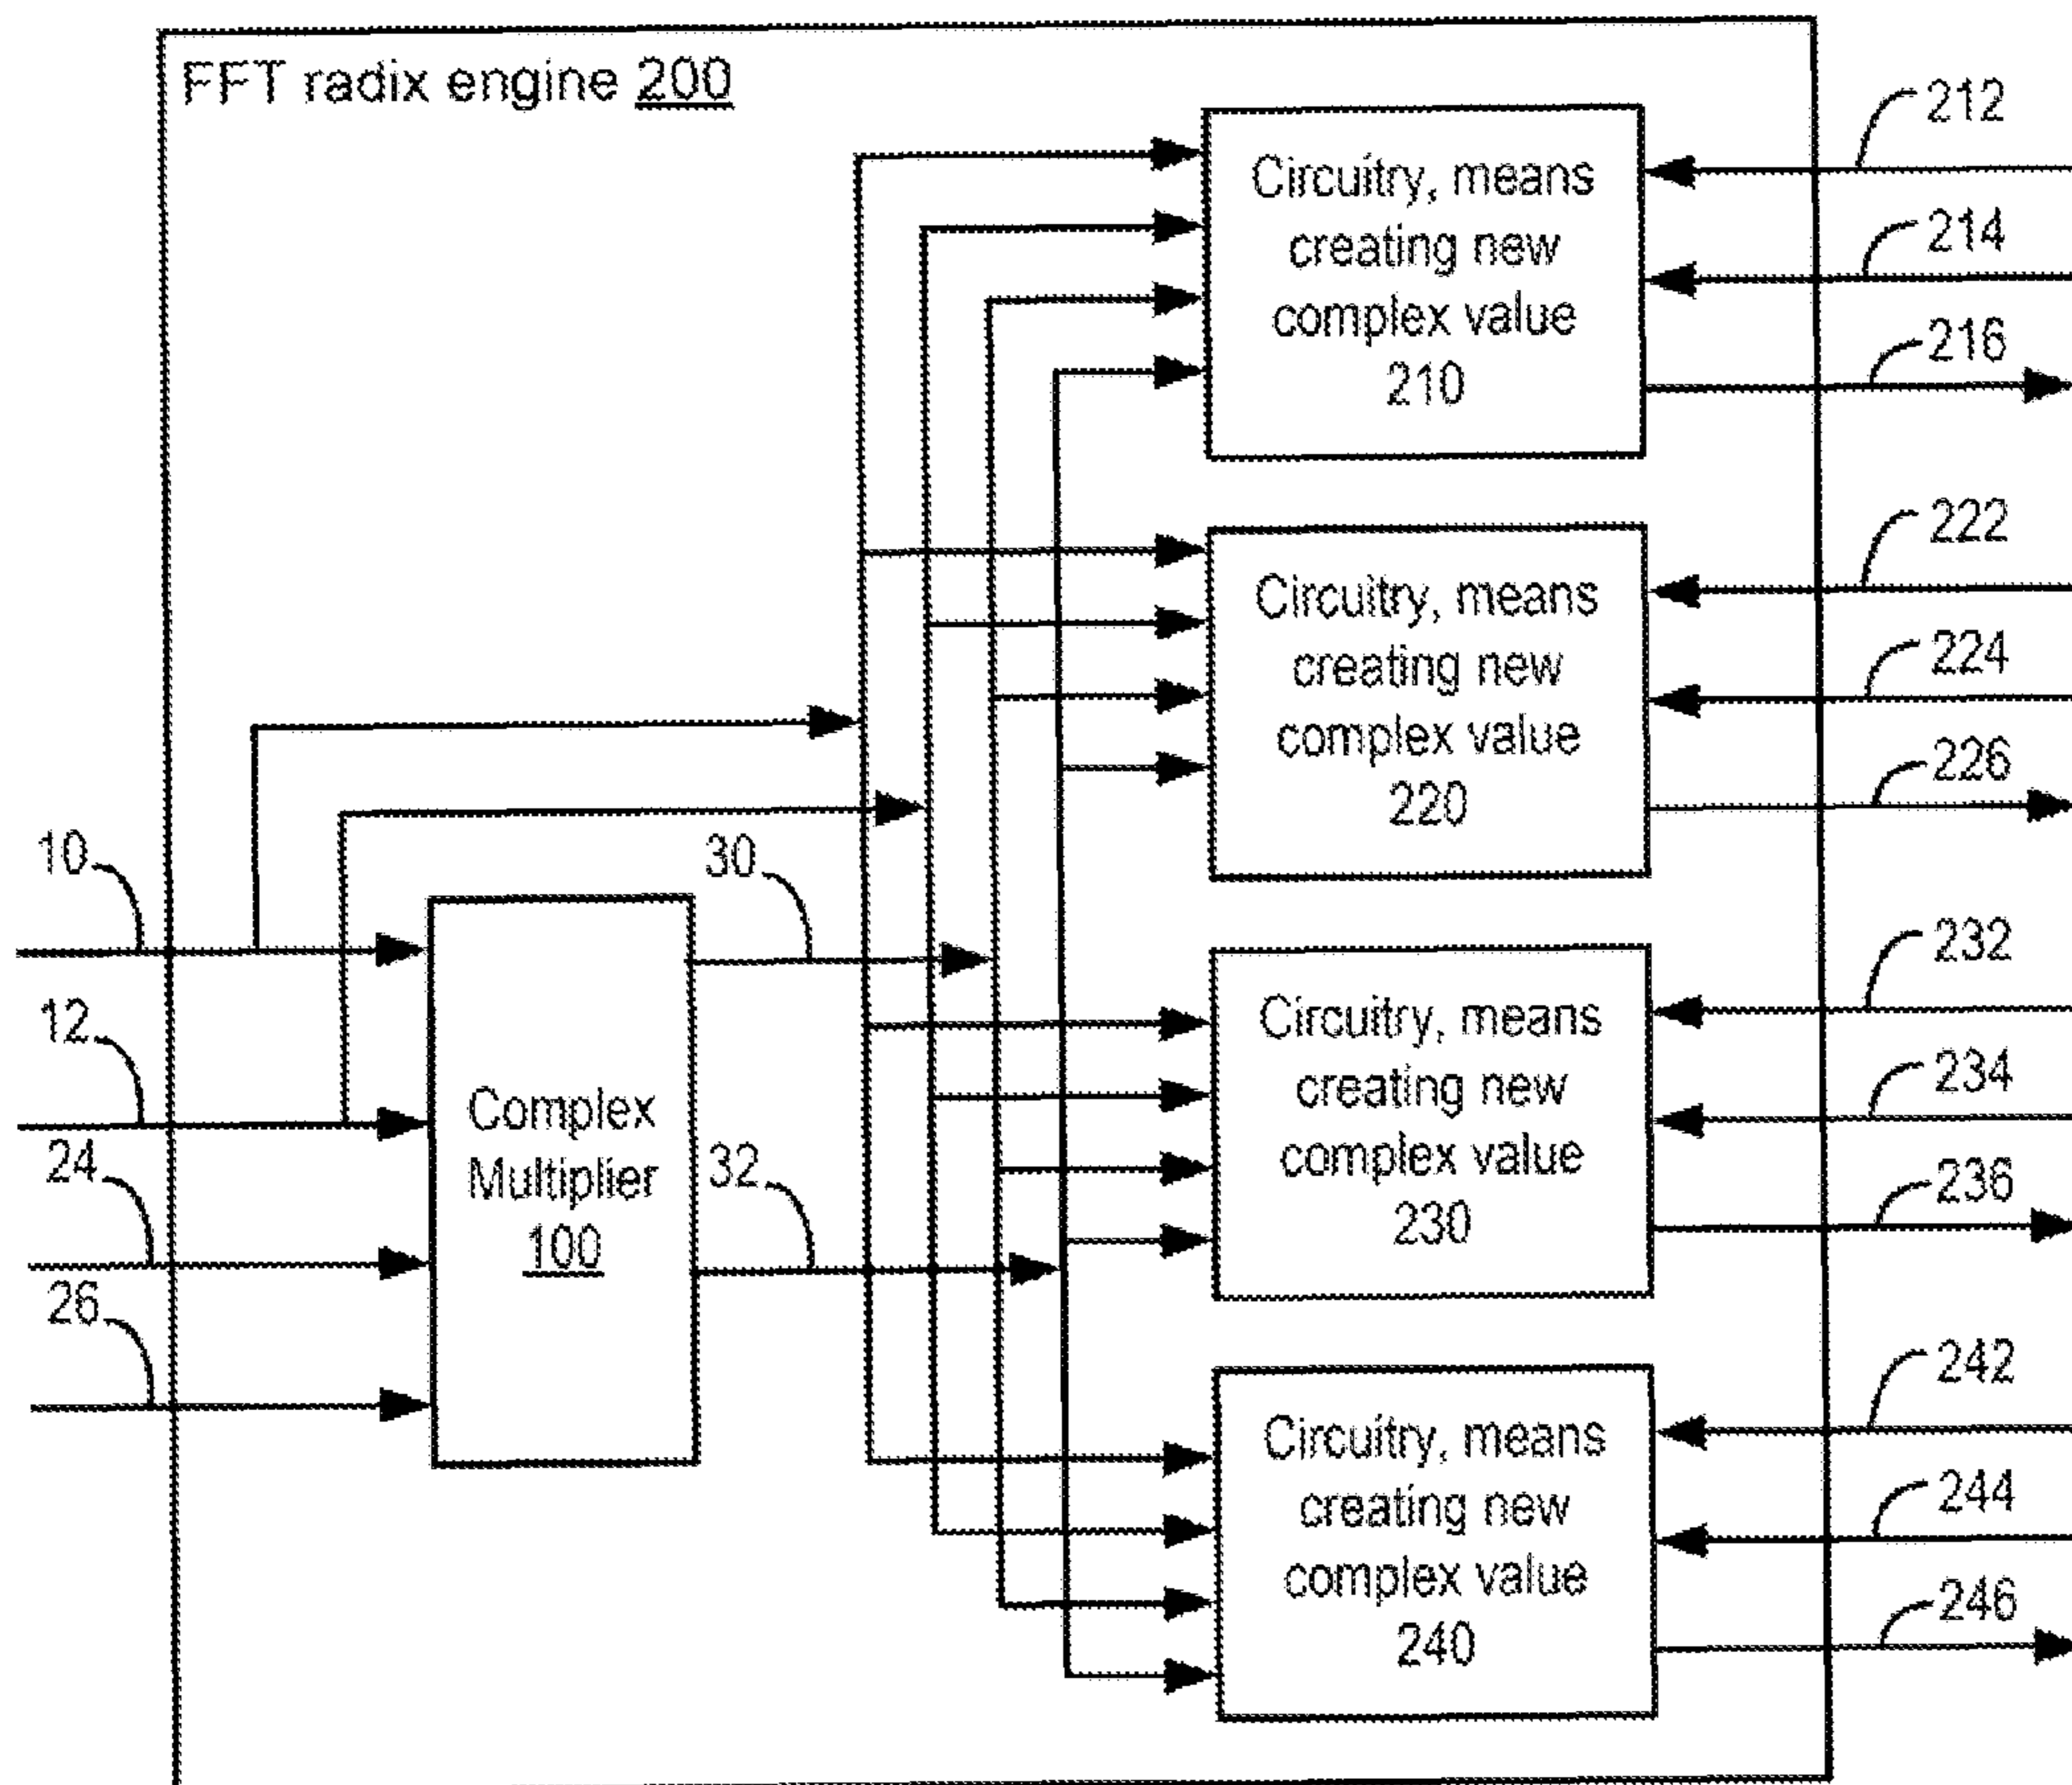 FFT radix engine 200
Circuitry, means
creating new
complex value
210
212
214
216
Circuitry, means
creating new
complex value
220
222
224
226
10
12
24
26
Complex
Multiplier
100
30
32
Circuitry, means
creating new
complex value
230
232
234
236
Circuitry, means
creating new
complex value
240
242
244
246